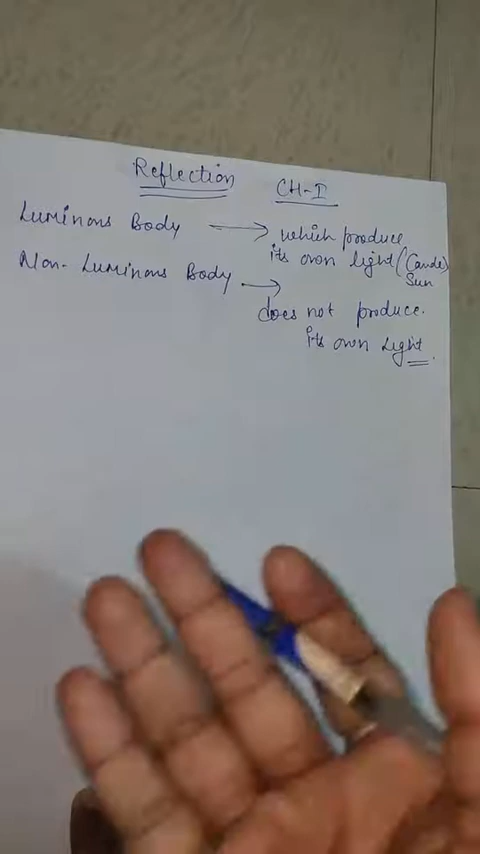 Reflection CH-I
Luminous Body → which produce
its own light (Cande)
Sun
Non-Luminous Body →
does not produce.
its own light.